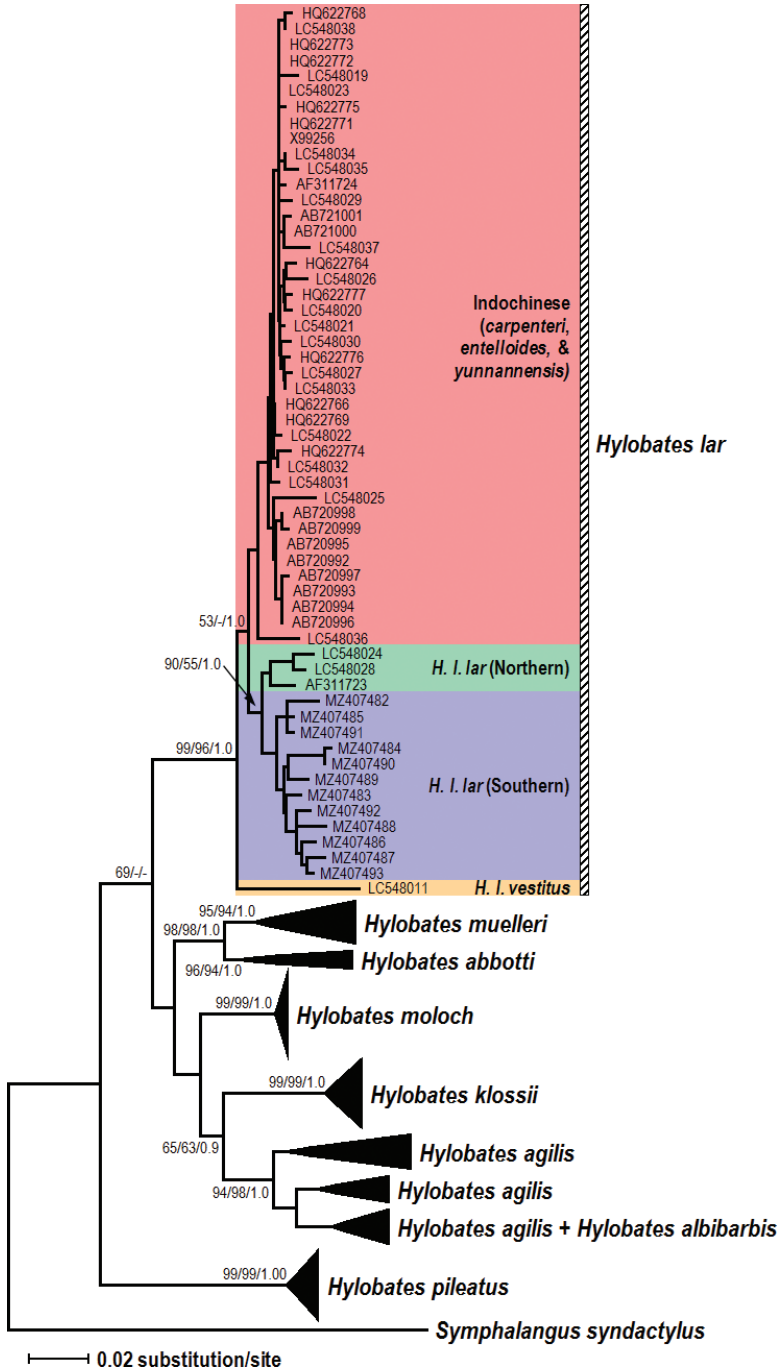 HQ622768
LC548038
HQ622773
HQ622772
LC548019
LC548023
HQ622775
HQ622771
X99256
LC548034
LC548035
AF311724
LC548029
AB721001
AB721000
LC548037
HQ622764
LC548026
HQ622777
LC548020
LC548021
LC548030
HQ622776
LC548027
LC548033
HQ622766
HQ622769
LC548022
HQ622774
LC548032
LC548031
LC548025
AB720998
AB720999
AB720995
AB720992
AB720997
AB720993
AB720994
AB720996
LC548036
Indochinese
(carpenteri,
entelloides, &
yunnannensis)
Hylobates lar
53/-/1.0
LC548024
LC548028
AF311723
H. l. lar (Northern)
90/55/1.0
MZ407482
MZ407485
MZ407491
MZ407484
MZ407490
MZ407489
MZ407483
MZ407492
MZ407488
MZ407486
MZ407487
MZ407493
H. l. lar (Southern)
99/96/1.0
LC548011
H. l. vestitus
69/-/-
95/94/1.0
Hylobates muelleri
98/98/1.0
96/94/1.0
Hylobates abbotti
99/99/1.0
Hylobates moloch
99/99/1.0
Hylobates klossii
65/63/0.9
Hylobates agilis
94/98/1.0
Hylobates agilis
Hylobates agilis + Hylobates albibarbis
99/99/1.00
Hylobates pileatus
Symphalangus syndactylus
0.02 substitution/site